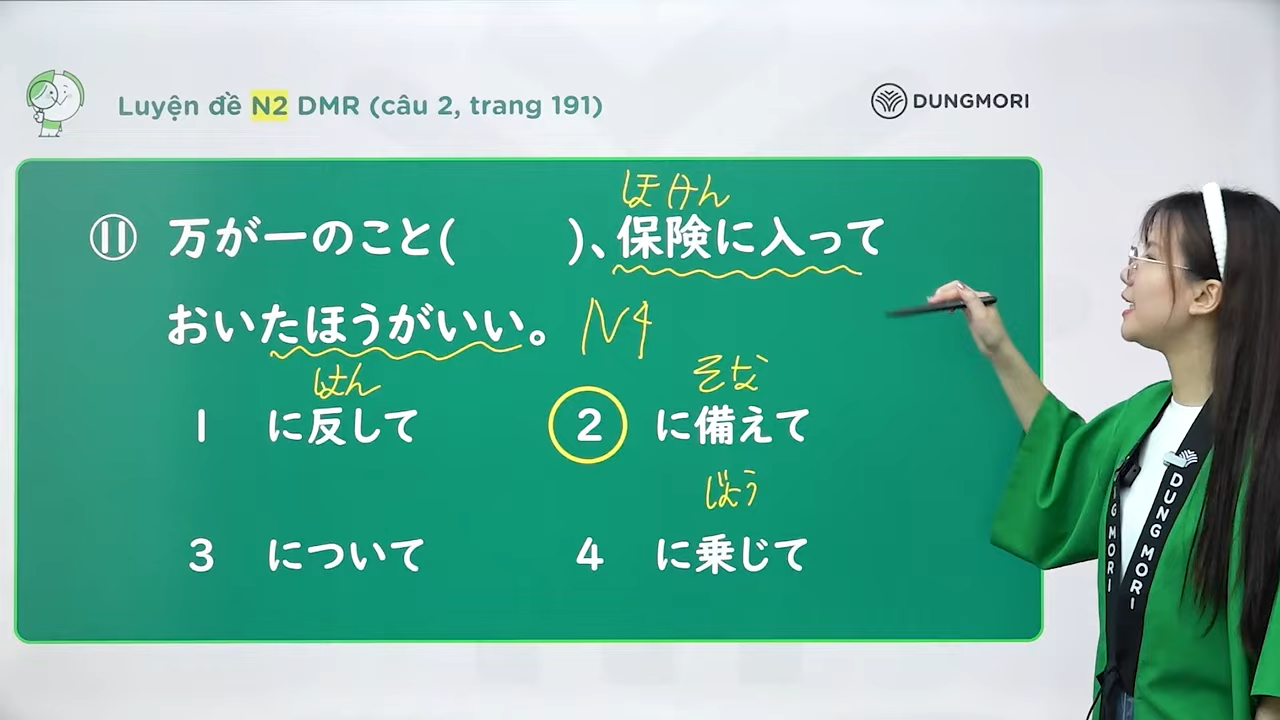 Luyện đề N2 DMR (câu 2, trang 191)
DUNGMORI
ほけん
⑪ 万が一のこと( )、保険に入って
おいたほうがいい。 N4
はん
そな
1 に反して
2 に備えて
じょう
3 について
4 に乗じて
DUNG MORI
G MORI